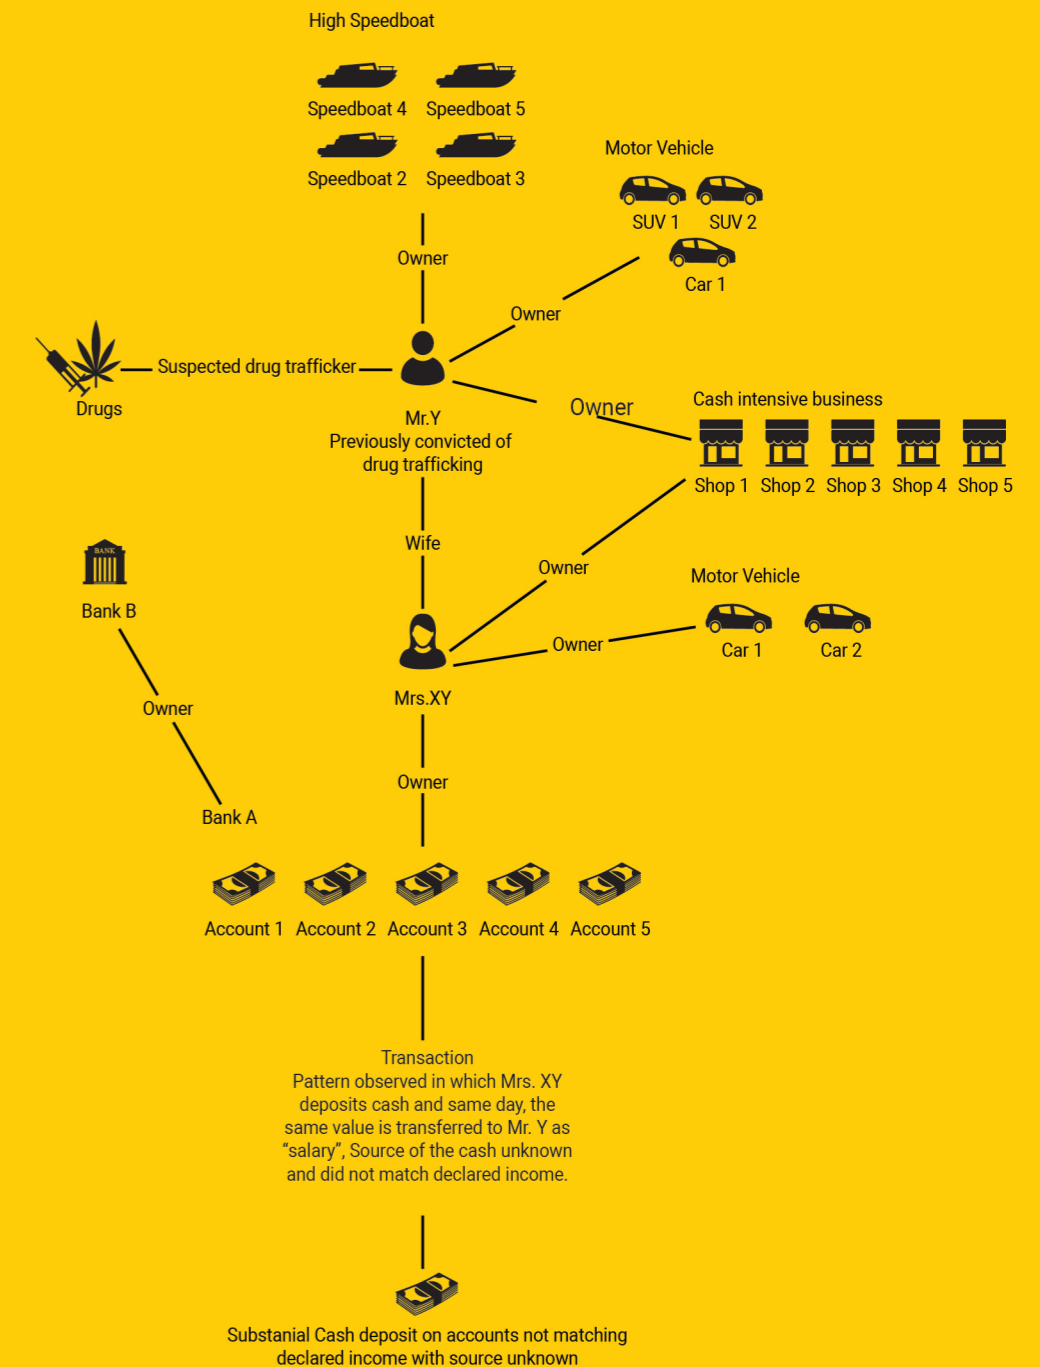 High Speedboat
Speedboat 4 Speedboat 5
Speedboat 2 Speedboat 3
Motor Vehicle
SUV 1 SUV 2
Car 1
Owner
Owner
Suspected drug trafficker
Drugs
Mr.Y
Previously convicted of
drug trafficking
Owner
Cash intensive business
Shop 1 Shop 2 Shop 3 Shop 4 Shop 5
Wife
BANK
Bank B
Owner
Motor Vehicle
Car 1 Car 2
Owner
Mrs.XY
Owner
Bank A
Owner
Account 1 Account 2 Account 3 Account 4 Account 5
Transaction
Pattern observed in which Mrs. XY
deposits cash and same day, the
same value is transferred to Mr. Y as
“salary”, Source of the cash unknown
and did not match declared income.
Substanial Cash deposit on accounts not matching
declared income with source unknown